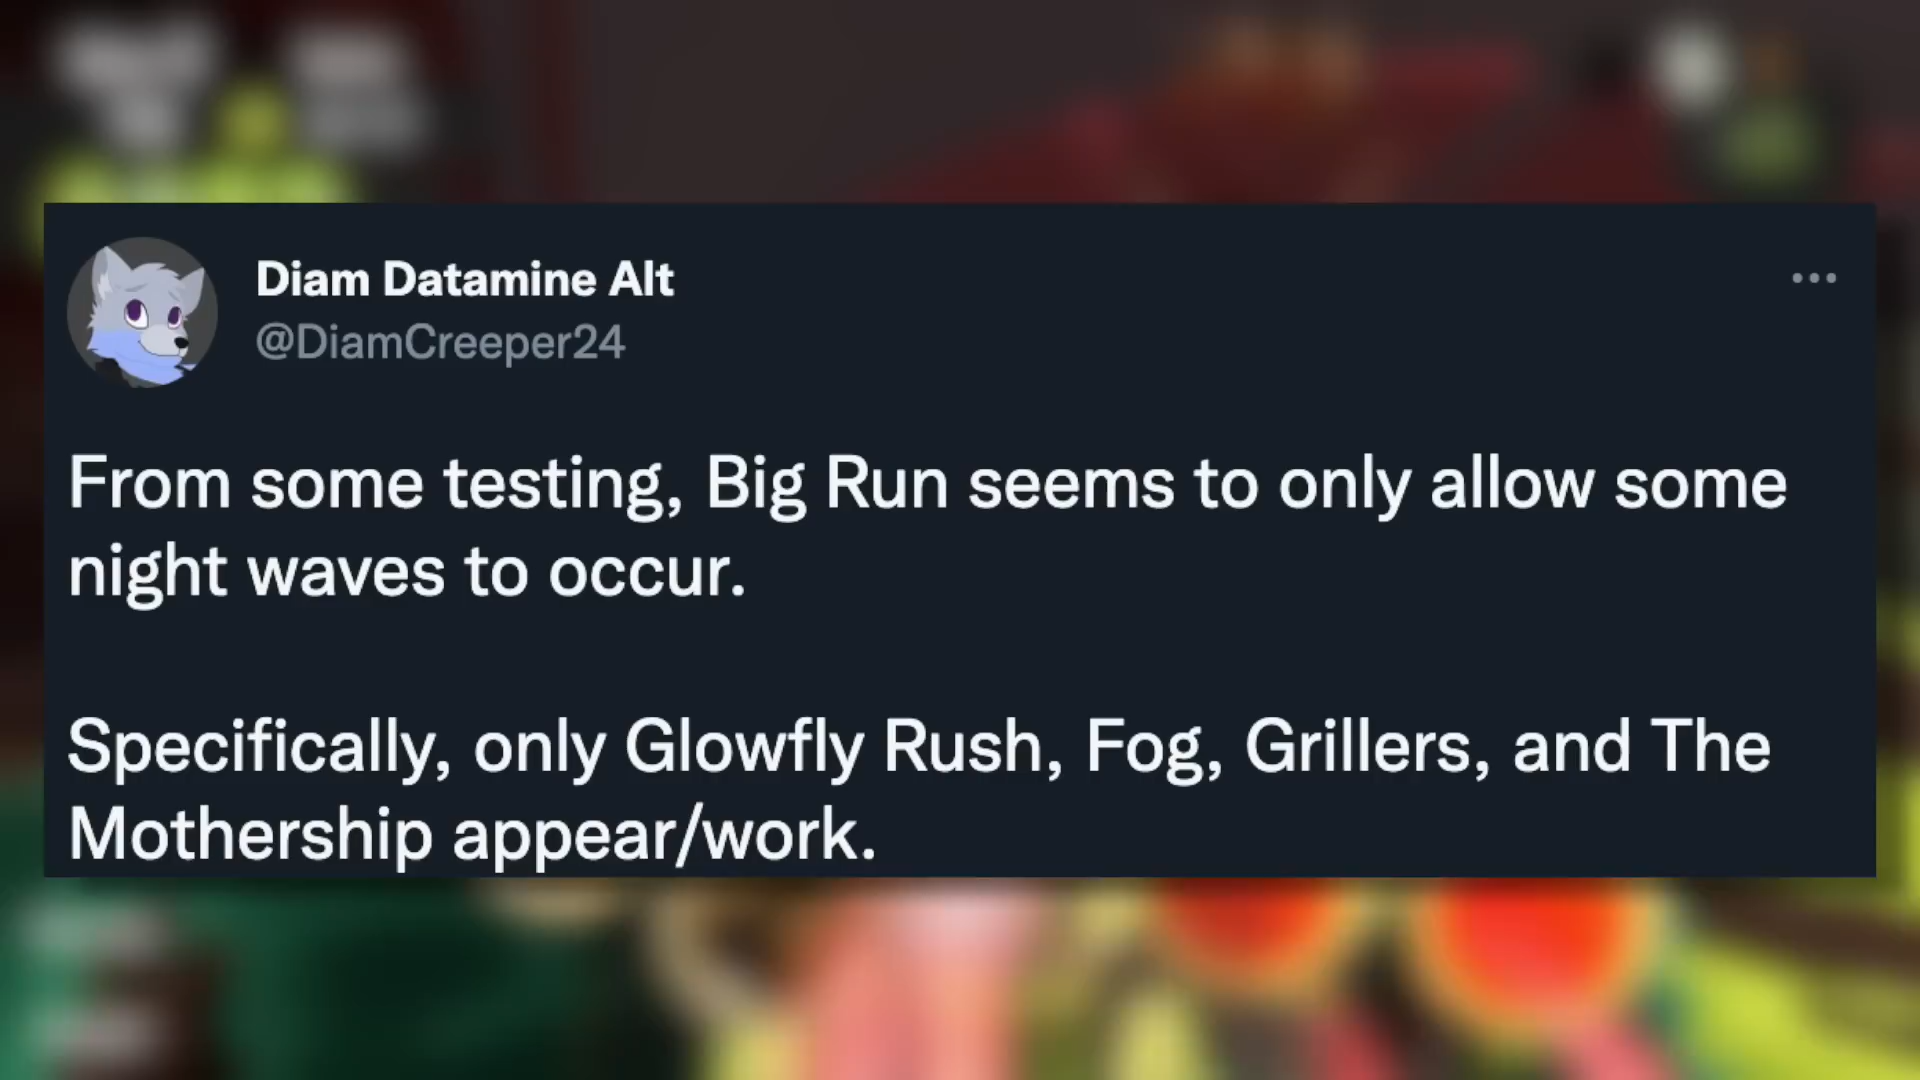 Diam Datamine Alt
@DiamCreeper24
From some testing, Big Run seems to only allow some
night waves to occur.
Specifically, only Glowfly Rush, Fog, Grillers, and The
Mothership appear/work.